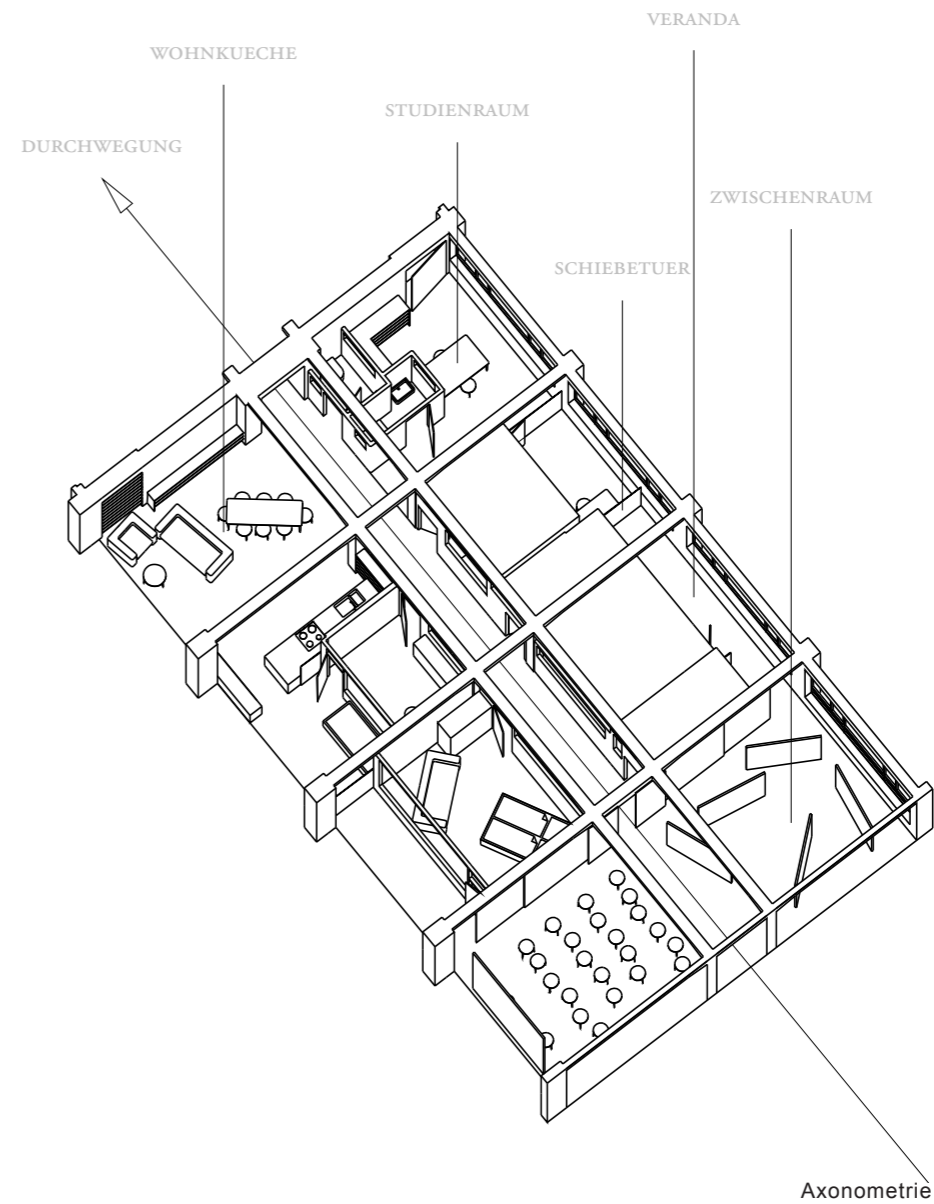 VERANDA
WOHNKUECHE
STUDIENRAUM
DURCHWEGUNG
ZWISCHENRAUM
SCHIEBETUER
Axonometrie